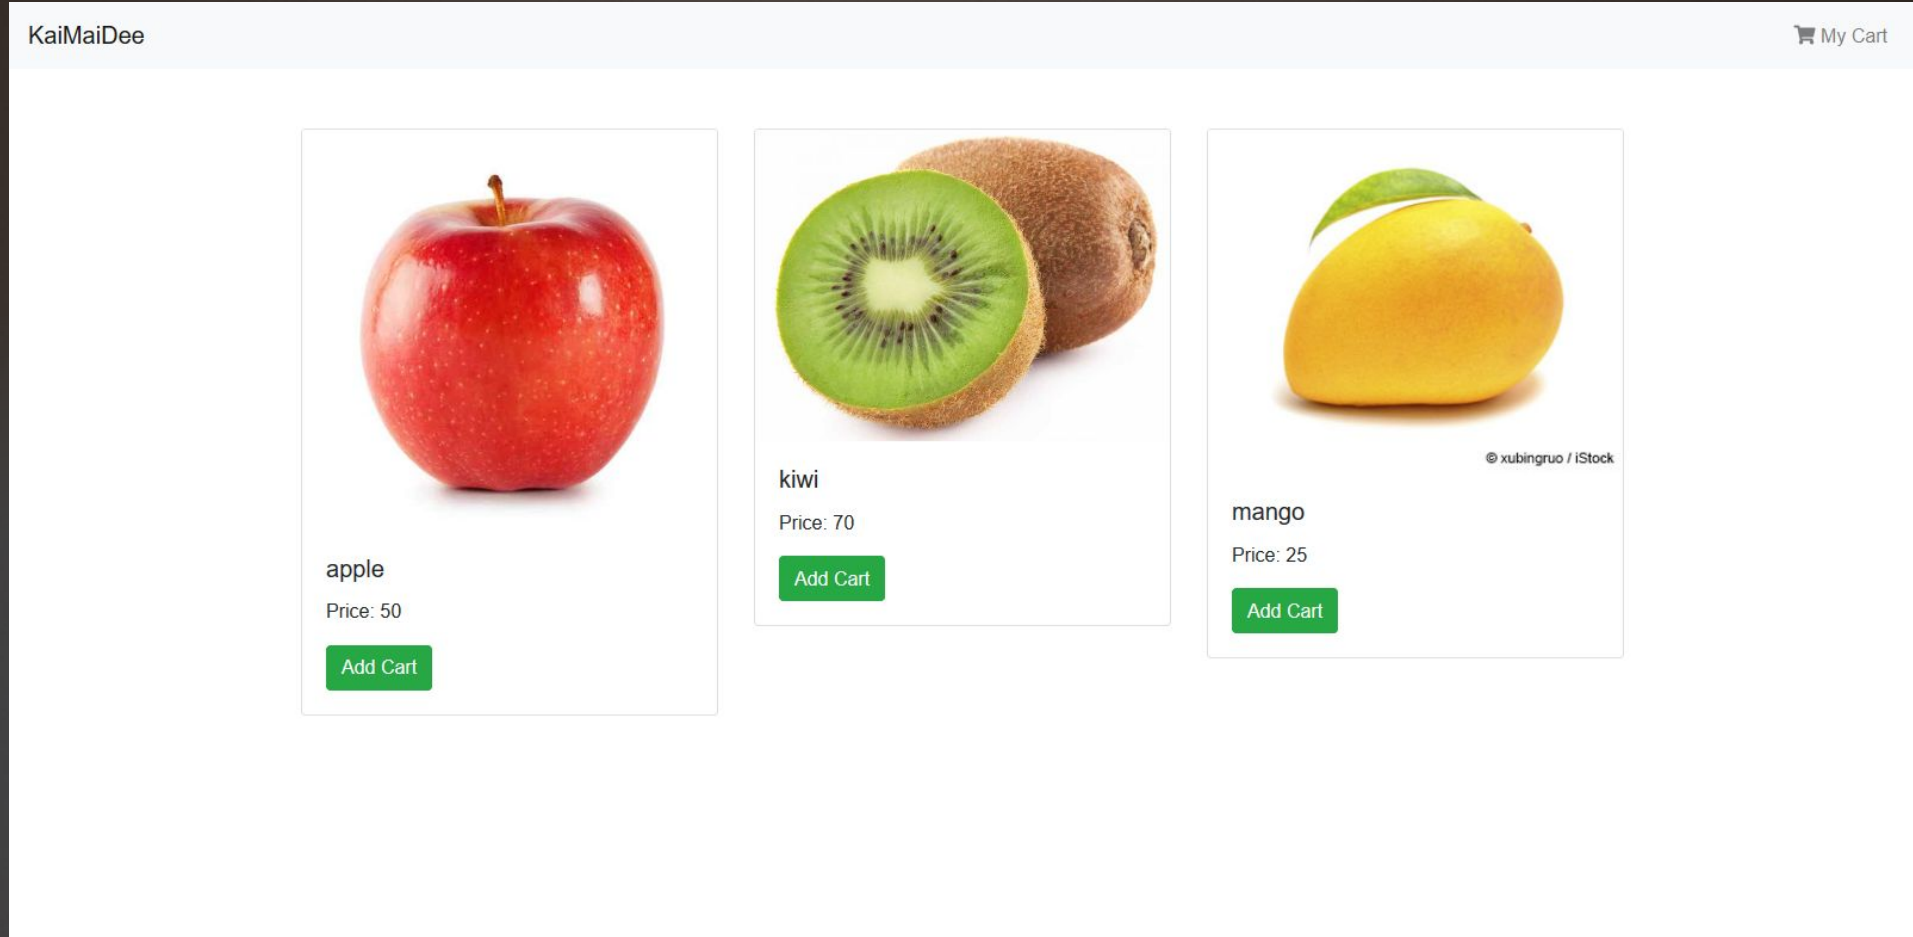 KaiMaiDee
My Cart
apple
Price: 50
Add Cart
kiwi
Price: 70
Add Cart
© xubingruo / iStock
mango
Price: 25
Add Cart